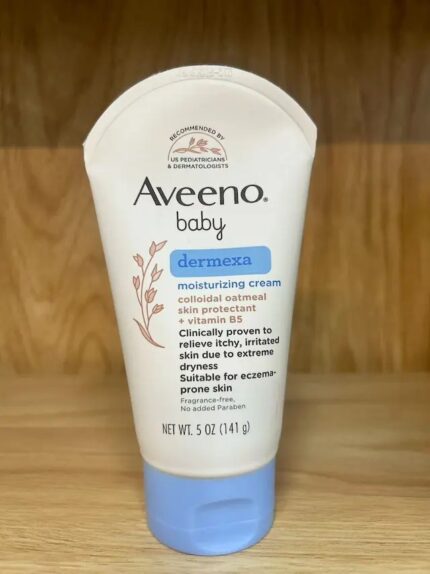 RECOMMENDED BY
US PEDIATRICIANS
& DERMATOLOGISTS
Aveeno®
baby
dermexa
moisturizing cream
colloidal oatmeal
skin protectant
+ vitamin B5
Clinically proven to
relieve itchy, irritated
skin due to extreme
dryness
Suitable for eczema-
prone skin
Fragrance-free,
No added Paraben
NET WT. 5 OZ (141 g)